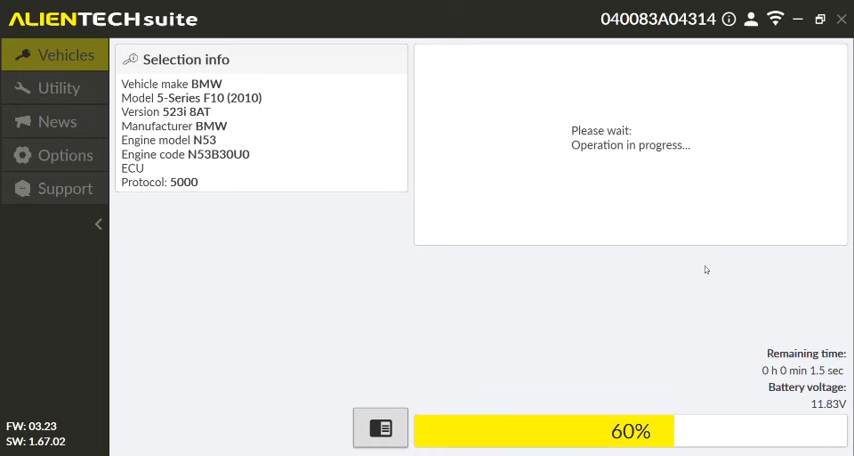 ALIENTECH suite
040083A04314
Vehicles
Utility
News
Options
Support
Selection info
Vehicle make BMW
Model 5-Series F10 (2010)
Version 523i 8AT
Manufacturer BMW
Engine model N53
Engine code N53B30U0
ECU
Protocol: 5000
Please wait:
Operation in progress...
Remaining time:
0 h 0 min 1.5 sec
Battery voltage:
11.83V
60%
FW: 03.23
SW: 1.67.02